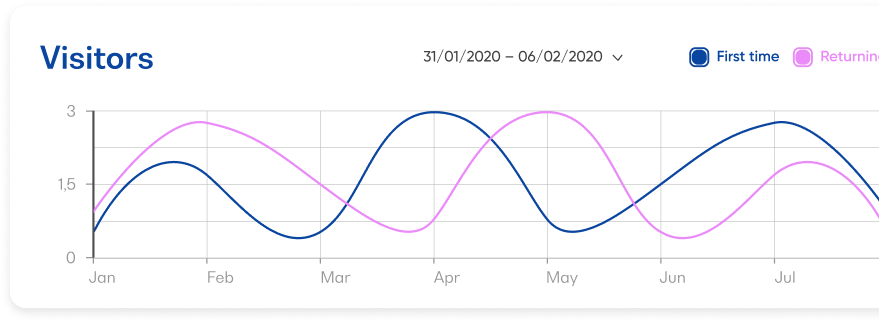 Visitors
31/01/2020 – 06/02/2020
First time
Returnin
3
1,5
0
Jan Feb Mar Apr May Jun Jul